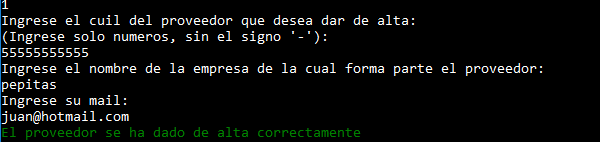 1
Ingrese el cuil del proveedor que desea dar de alta:
(Ingrese solo numeros, sin el signo '-'):
55555555555
Ingrese el nombre de la empresa de la cual forma parte el proveedor:
pepitas
Ingrese su mail:
juan@hotmail.com
El proveedor se ha dado de alta correctamente